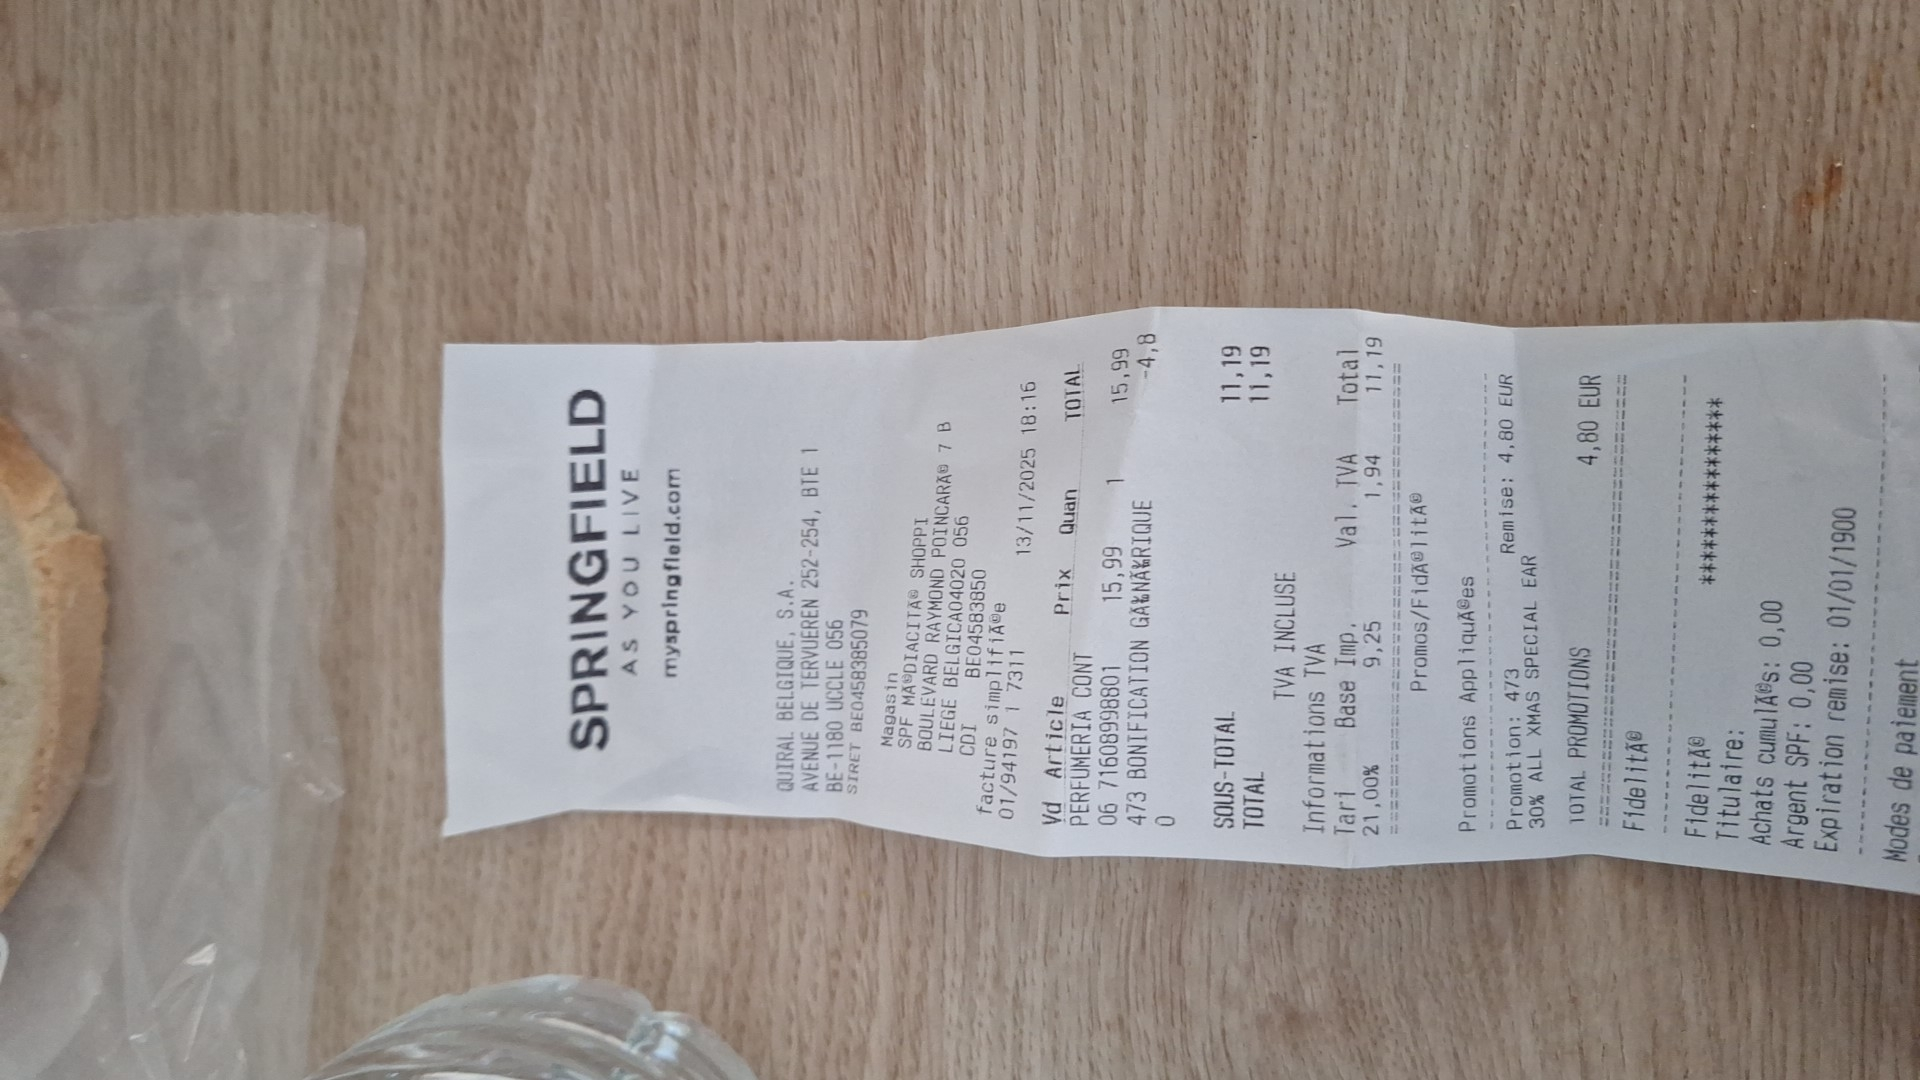 SPRINGFIELD
AS YOU LIVE
myspringfield.com
QUIRAL BELGIQUE, S.A.
AVENUE DE TERVUEREN 252-254, BTE 1
BE-1180 UCCLE 056
SIRET BE0458385079
Magasin
SPF MÃ©DIACITÃ© SHOPPI
BOULEVARD RAYMOND POINCARÃ© 7 B
LIEGE BELGICA04020 056
CDI BE04583850
facture simplifiÃ©e
01/94197 1 7311 13/11/2025 18:16
Vd Article Prix Quan TOTAL
PERFUMERIA CONT
06 7160899B801 15,99 1 15,99
473 BONIFICATION GÃ‰NÃ‰RIQUE -4,8
0
SOUS-TOTAL 11,19
TOTAL 11,19
TVA INCLUSE
Informations TVA
Tari Base Imp. Val. TVA Total
21,00% 9,25 1,94 11,19
Promos/FidÃ©litÃ©
Promotions AppliquÃ©es
Promotion: 473 Remise: 4,80 EUR
30% ALL XMAS SPECIAL EAR
TOTAL PROMOTIONS 4,80 EUR
FidelitÃ©
FidelitÃ©
Titulaire: **************
Achats cumulÃ©s: 0,00
Argent SPF: 0,00
Expiration remise: 01/01/1900
Modes de paiement